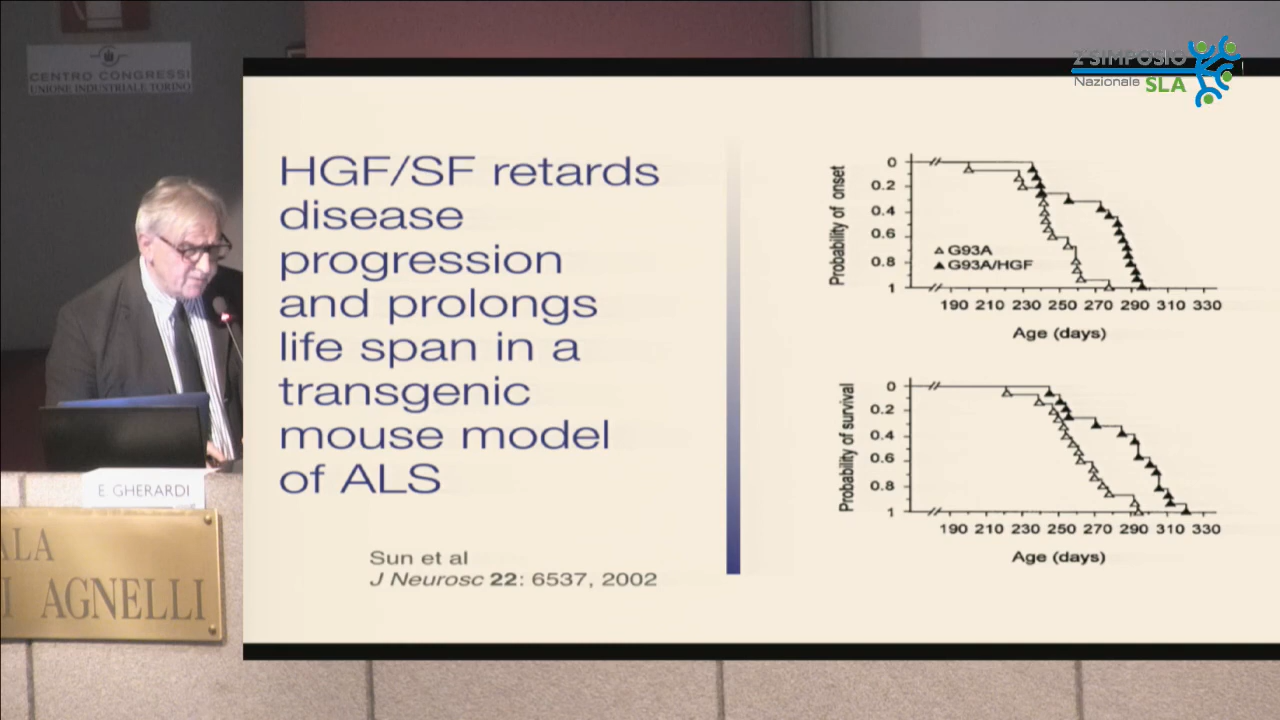 CENTRO CONGRESSI
UNIONE INDUSTRIALE TORINO
2°SIMPOSIO
Nazionale SLA
HGF/SF retards
disease
progression
and prolongs
life span in a
transgenic
mouse model
of ALS
Sun et al
J Neurosc 22: 6537, 2002
Probability of onset
0
0.2
0.4
0.6
0.8
1
G93A
G93A/HGF
190 210 230 250 270 290 310 330
Age (days)
Probability of survival
0
0.2
0.4
0.6
0.8
1
190 210 230 250 270 290 310 330
Age (days)
E. GHERARDI
ALA
I AGNELLI